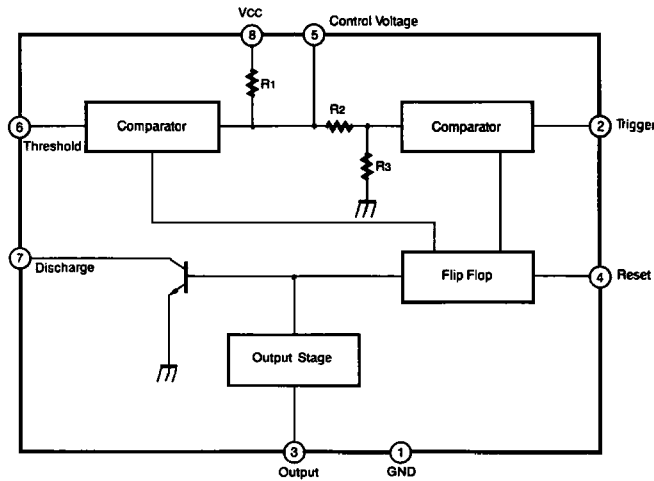 Vcc
Control Voltage
8
5
R1
R2
Comparator
Comparator
6
2
Trigger
Threshold
R3
7
Discharge
Flip Flop
4
Reset
Output Stage
3
1
Output
GND